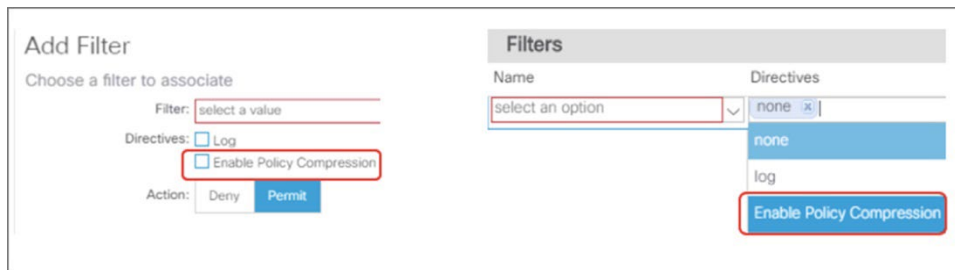 Add Filter
Choose a filter to associate
Filter: select a value
Directives: Log
Enable Policy Compression
Action: Deny Permit
Filters
Name Directives
select an option none x
none
log
Enable Policy Compression